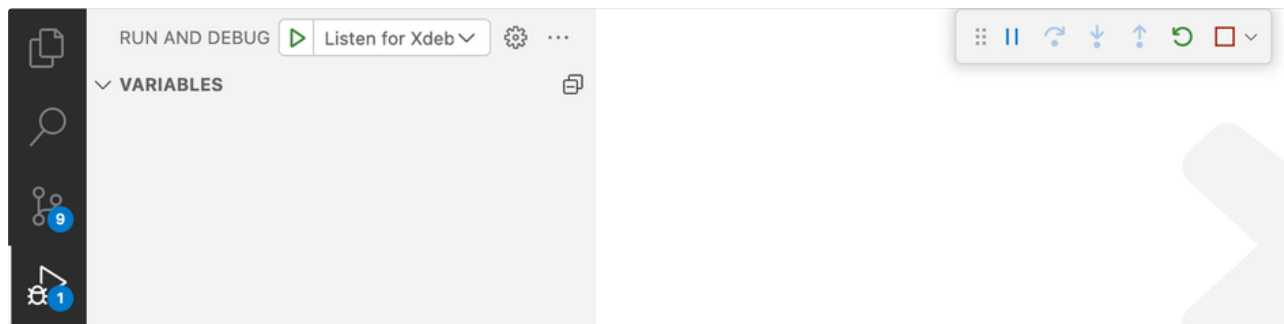 RUN AND DEBUG Listen for Xdeb
VARIABLES
9
1